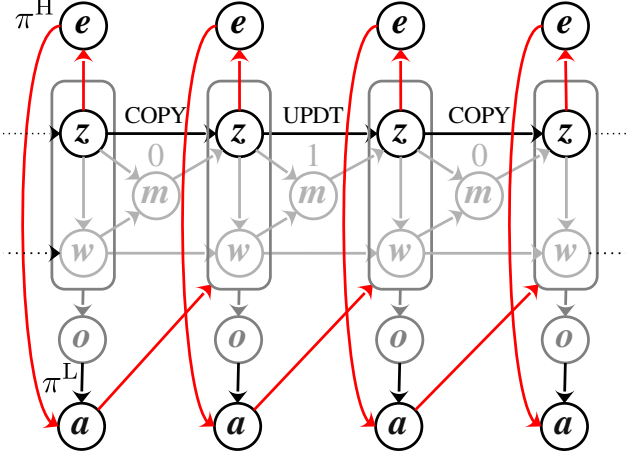 π^H e e e e
COPY UPDT COPY
z z z z
0 1 0
m m m
w w w w
o o o o
π^L
a a a a